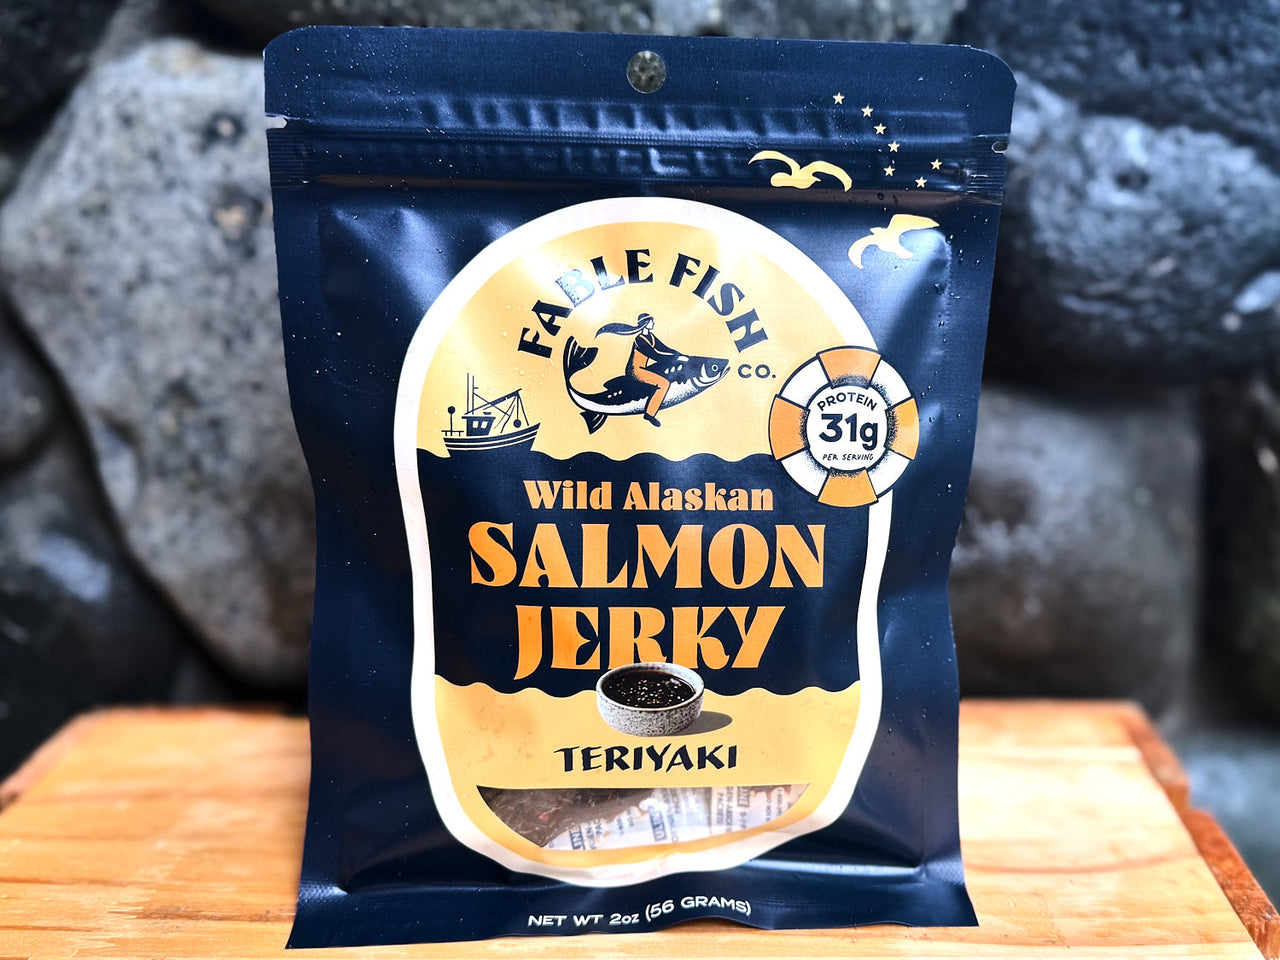 FABLE FISH
CO.
PROTEIN
31g
PER SERVING
Wild Alaskan
SALMON
JERKY
TERIYAKI
NET WT 2oz (56 GRAMS)